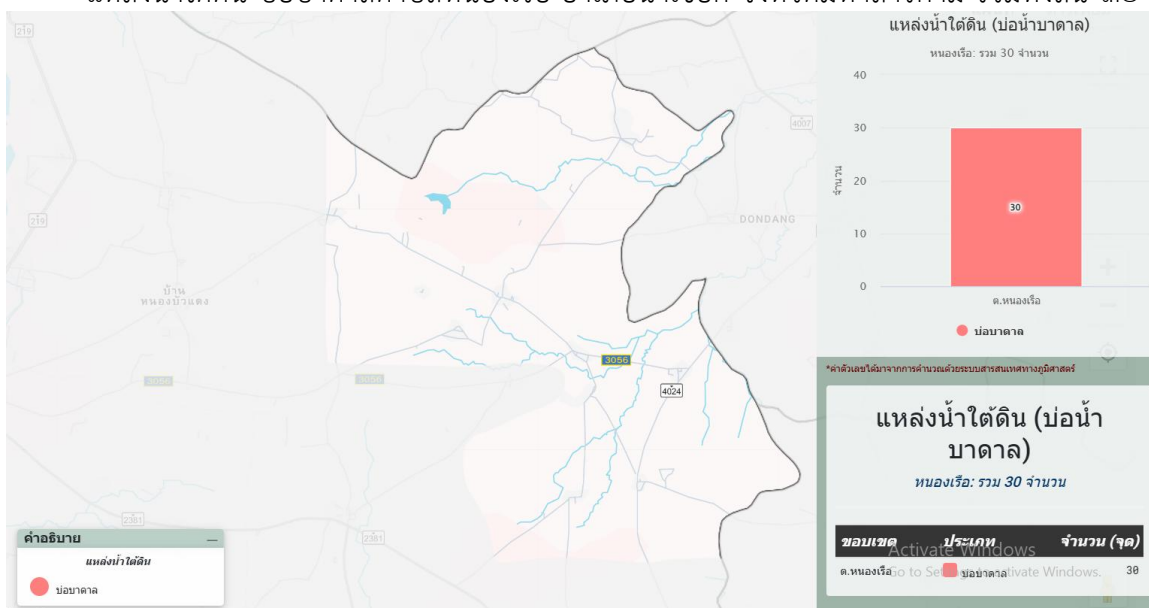 แหล่งน้ำใต้ดิน (บ่อน้ำบาดาล)
หนองเรือ: รวม 30 จำนวน
40
30
20
10
0
จำนวน
30
ต.หนองเรือ
บ่อบาดาล
*ค่าตัวเลขได้มาจากการคำนวณด้วยระบบสารสนเทศทางภูมิศาสตร์
แหล่งน้ำใต้ดิน (บ่อน้ำ
บาดาล)
หนองเรือ: รวม 30 จำนวน
ขอบเขต ประเภท จำนวน (จุด)
ต.หนองเรือ บ่อบาดาล 30
Activate Windows
Go to Settings to activate Windows.
219
219
4007
DONDANG
บ้าน
หนองบัวแดง
3056
3056
3056
4024
2381
2381
คำอธิบาย
แหล่งน้ำใต้ดิน
บ่อบาดาล